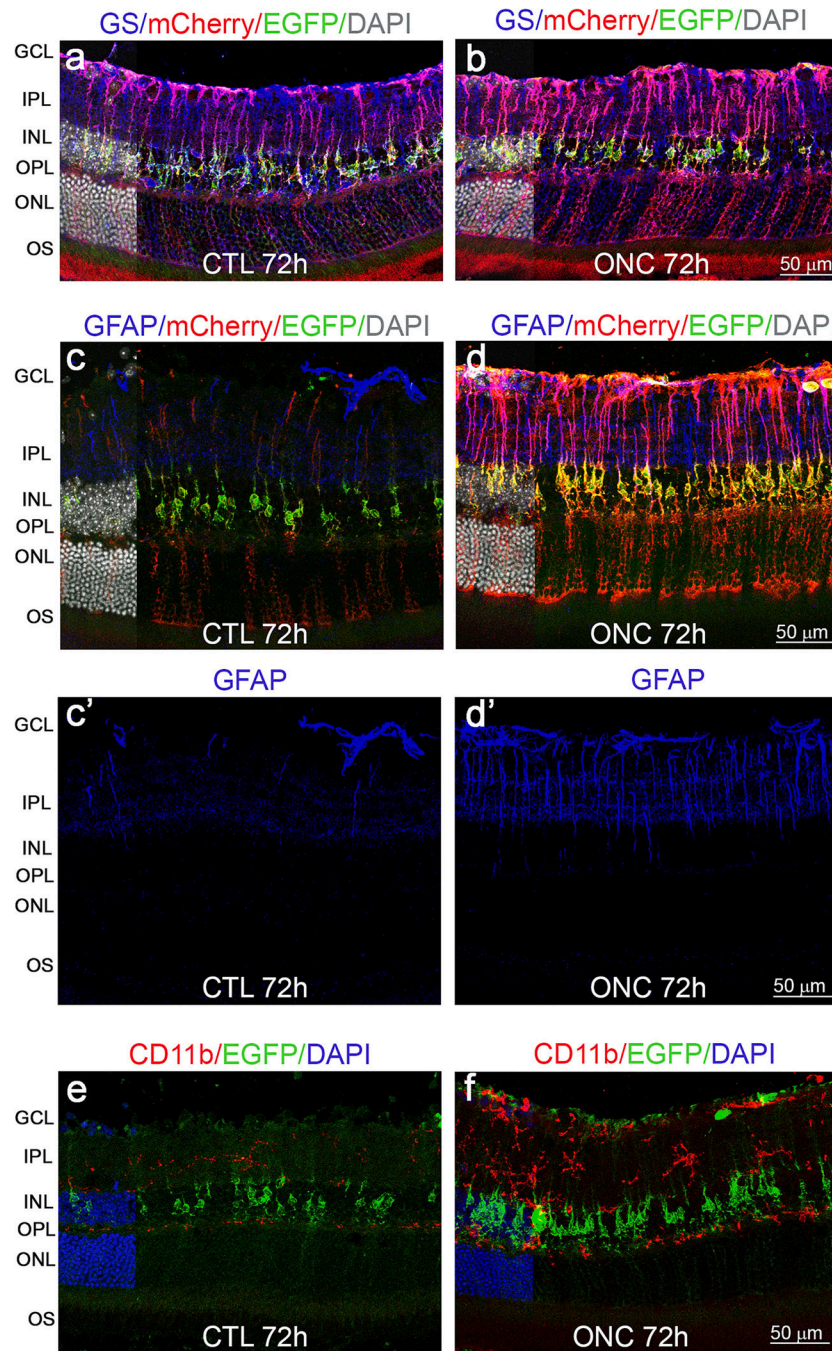 GS/mCherry/EGFP/DAPI GS/mCherry/EGFP/DAPI
GCL a b
IPL
INL
OPL
ONL
OS
CTL 72h ONC 72h 50 µm
GFAP/mCherry/EGFP/DAPI GFAP/mCherry/EGFP/DAP
c d
GCL
IPL
INL
OPL
ONL
OS
CTL 72h ONC 72h 50 µm
GFAP GFAP
c’ d’
GCL
IPL
INL
OPL
ONL
OS
CTL 72h ONC 72h 50 µm
CD11b/EGFP/DAPI CD11b/EGFP/DAPI
e f
GCL
IPL
INL
OPL
ONL
OS
CTL 72h ONC 72h 50 µm